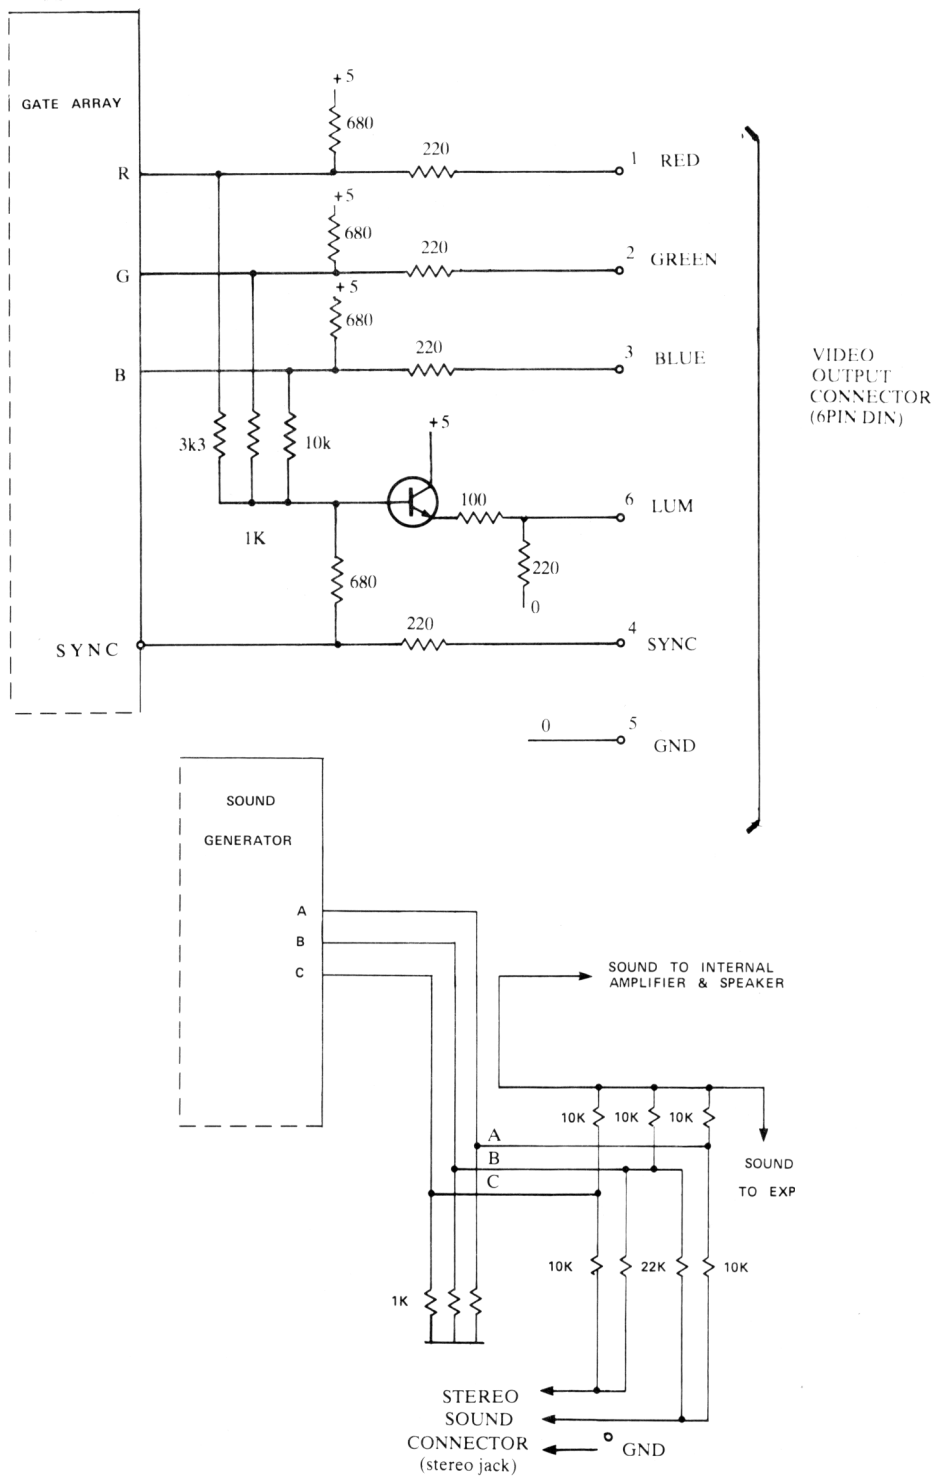 GATE ARRAY
+5
680
220
1 RED
R
+5
680
220
2 GREEN
G
+5
680
220
3 BLUE
B
VIDEO
OUTPUT
CONNECTOR
(6PIN DIN)
3k3
10k
+5
100
6 LUM
1K
680
220
0
220
4
SYNC
SYNC
0
5
GND
SOUND
GENERATOR
A
B
C
SOUND TO INTERNAL
AMPLIFIER & SPEAKER
10K 10K 10K
A
B
C
SOUND
TO EXP
10K 22K 10K
1K
STEREO
SOUND
CONNECTOR
(stereo jack)
0 GND